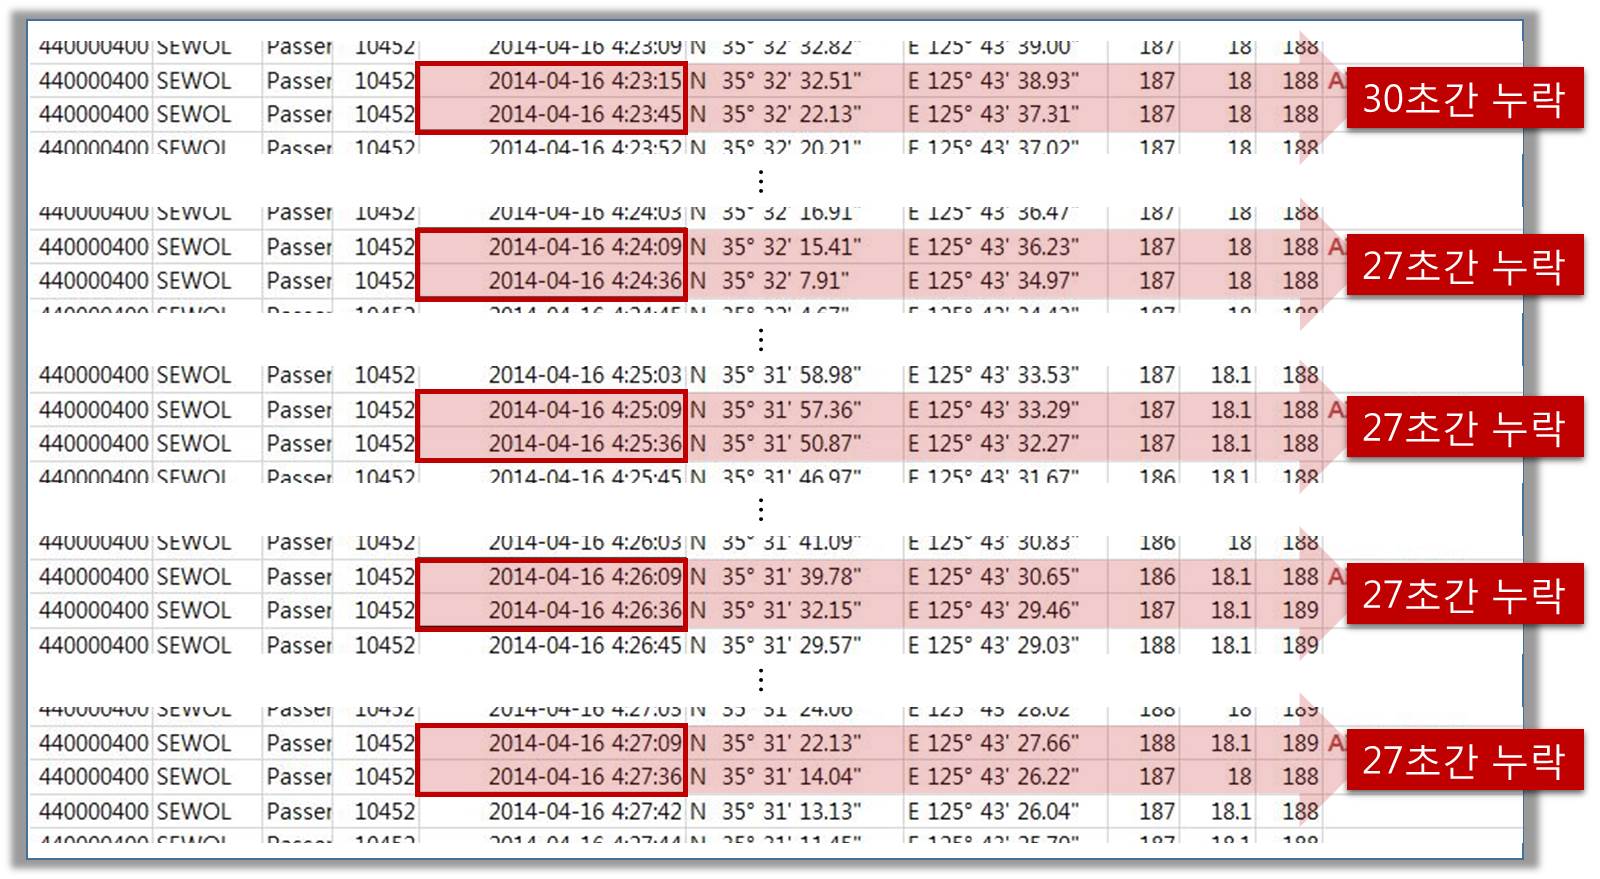 440000400 SEWOL Passer 10452 2014-04-16 4:23:09 N 35° 32' 32.82" E 125° 43' 39.00" 187 18 188
440000400 SEWOL Passer 10452 2014-04-16 4:23:15 N 35° 32' 32.51" E 125° 43' 38.93" 187 18 188 A 30초간 누락
440000400 SEWOL Passer 10452 2014-04-16 4:23:45 N 35° 32' 22.13" E 125° 43' 37.31" 187 18 188
440000400 SEWOL Passer 10452 2014-04-16 4:23:52 N 35° 32' 20.21" E 125° 43' 37.02" 187 18 188
⋮
440000400 SEWOL Passer 10452 2014-04-16 4:24:03 N 35° 32' 16.91" E 125° 43' 36.47" 187 18 188
440000400 SEWOL Passer 10452 2014-04-16 4:24:09 N 35° 32' 15.41" E 125° 43' 36.23" 187 18 188 A 27초간 누락
440000400 SEWOL Passer 10452 2014-04-16 4:24:36 N 35° 32' 7.91" E 125° 43' 34.97" 187 18 188
440000400 SEWOL Passer 10452 2014-04-16 4:24:45 N 35° 32' 4.67" E 125° 43' 34.42" 187 18 188
⋮
440000400 SEWOL Passer 10452 2014-04-16 4:25:03 N 35° 31' 58.98" E 125° 43' 33.53" 187 18.1 188
440000400 SEWOL Passer 10452 2014-04-16 4:25:09 N 35° 31' 57.36" E 125° 43' 33.29" 187 18.1 188 A 27초간 누락
440000400 SEWOL Passer 10452 2014-04-16 4:25:36 N 35° 31' 50.87" E 125° 43' 32.27" 187 18.1 188
440000400 SEWOL Passer 10452 2014-04-16 4:25:45 N 35° 31' 46.97" E 125° 43' 31.67" 186 18.1 188
⋮
440000400 SEWOL Passer 10452 2014-04-16 4:26:03 N 35° 31' 41.09" E 125° 43' 30.83" 186 18 188
440000400 SEWOL Passer 10452 2014-04-16 4:26:09 N 35° 31' 39.78" E 125° 43' 30.65" 186 18.1 188 A 27초간 누락
440000400 SEWOL Passer 10452 2014-04-16 4:26:36 N 35° 31' 32.15" E 125° 43' 29.46" 187 18.1 189
440000400 SEWOL Passer 10452 2014-04-16 4:26:45 N 35° 31' 29.57" E 125° 43' 29.03" 188 18.1 189
⋮
440000400 SEWOL Passer 10452 2014-04-16 4:27:03 N 35° 31' 24.06" E 125° 43' 28.02" 188 18 189
440000400 SEWOL Passer 10452 2014-04-16 4:27:09 N 35° 31' 22.13" E 125° 43' 27.66" 188 18.1 189 A 27초간 누락
440000400 SEWOL Passer 10452 2014-04-16 4:27:36 N 35° 31' 14.04" E 125° 43' 26.22" 187 18 188
440000400 SEWOL Passer 10452 2014-04-16 4:27:42 N 35° 31' 13.13" E 125° 43' 26.04" 187 18.1 188
440000400 SEWOL Passer 10452 2014-04-16 4:27:44 N 35° 31' 11.45" E 125° 43' 187 18.1 188